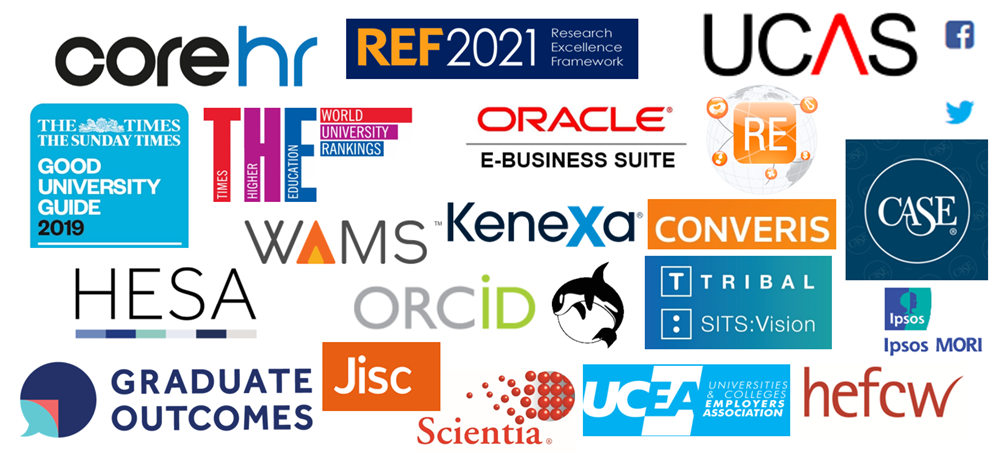 corehr
REF2021
Research
Excellence
Framework
UCAS
THE TIMES
THE SUNDAY TIMES
GOOD
UNIVERSITY
GUIDE
2019
THE
TIMES
HIGHER
EDUCATION
WORLD
UNIVERSITY
RANKINGS
ORACLE®
E-BUSINESS SUITE
RE
WAMS™
Kenexa®
CONVERIS
CASE®
HESA
ORCiD
T TRIBAL
SITS:Vision
Ipsos
Ipsos MORI
GRADUATE
OUTCOMES
Jisc
Scientia®
UCEA
UNIVERSITIES
& COLLEGES
EMPLOYERS
ASSOCIATION
hefcw